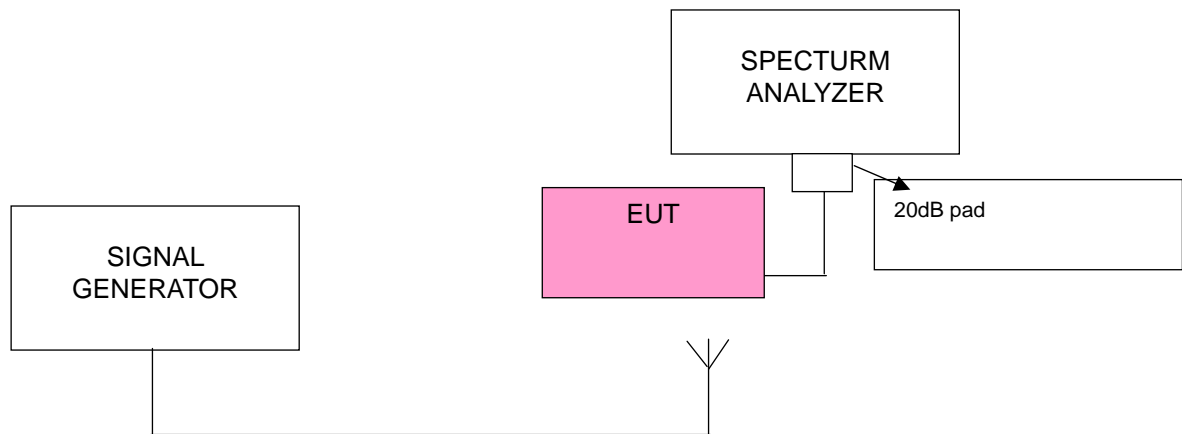 SPECTURM
ANALYZER
EUT
20dB pad
SIGNAL
GENERATOR